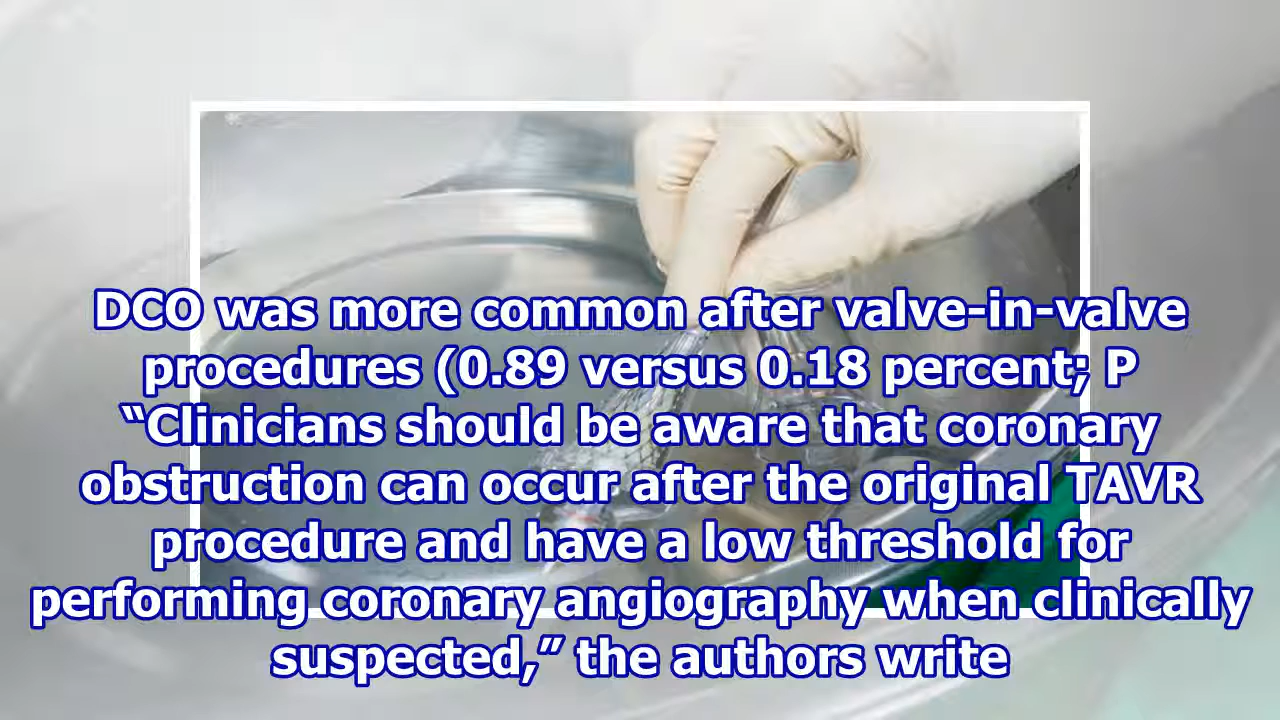 DCO was more common after valve-in-valve
procedures (0.89 versus 0.18 percent; P
“Clinicians should be aware that coronary
obstruction can occur after the original TAVR
procedure and have a low threshold for
performing coronary angiography when clinically
suspected,” the authors write